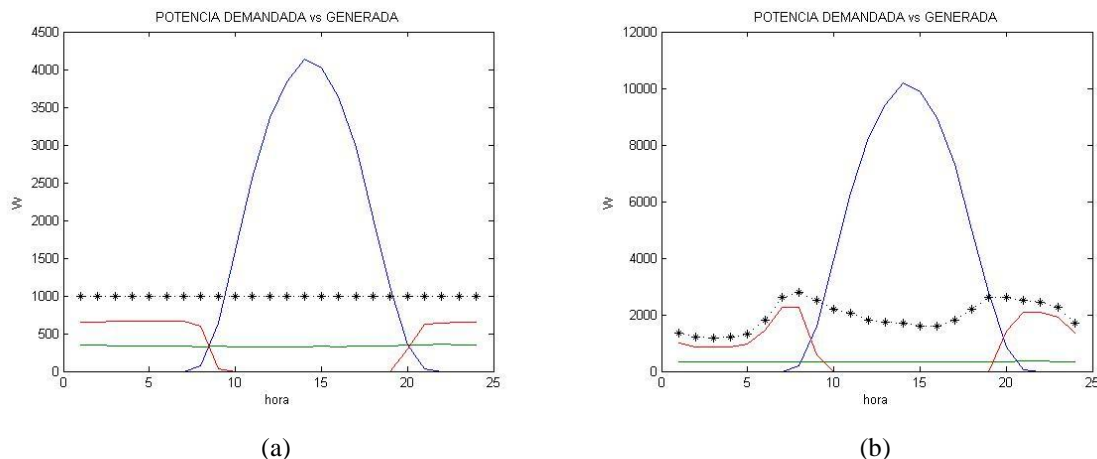 POTENCIA DEMANDADA vs GENERADA
4500
4000
3500
3000
2500
2000
1500
1000
500
0
W
0 5 10 15 20 25
hora
(a)
POTENCIA DEMANDADA vs GENERADA
12000
10000
8000
6000
4000
2000
0
W
0 5 10 15 20 25
hora
(b)